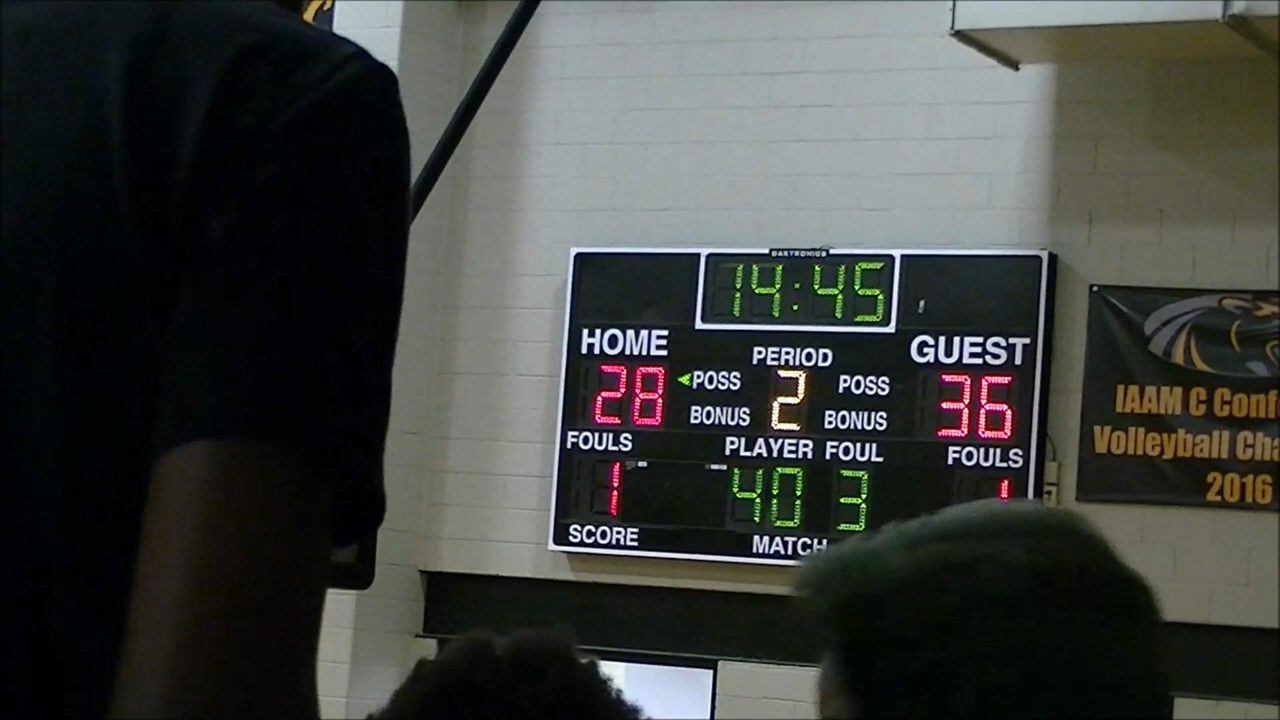 DAKTRONICS
14:45
HOME
PERIOD
GUEST
28
POSS
2
POSS
36
BONUS
BONUS
FOULS
PLAYER FOUL
FOULS
1
40
3
1
SCORE
MATCH
IAAM C Conf
Volleyball Cha
2016